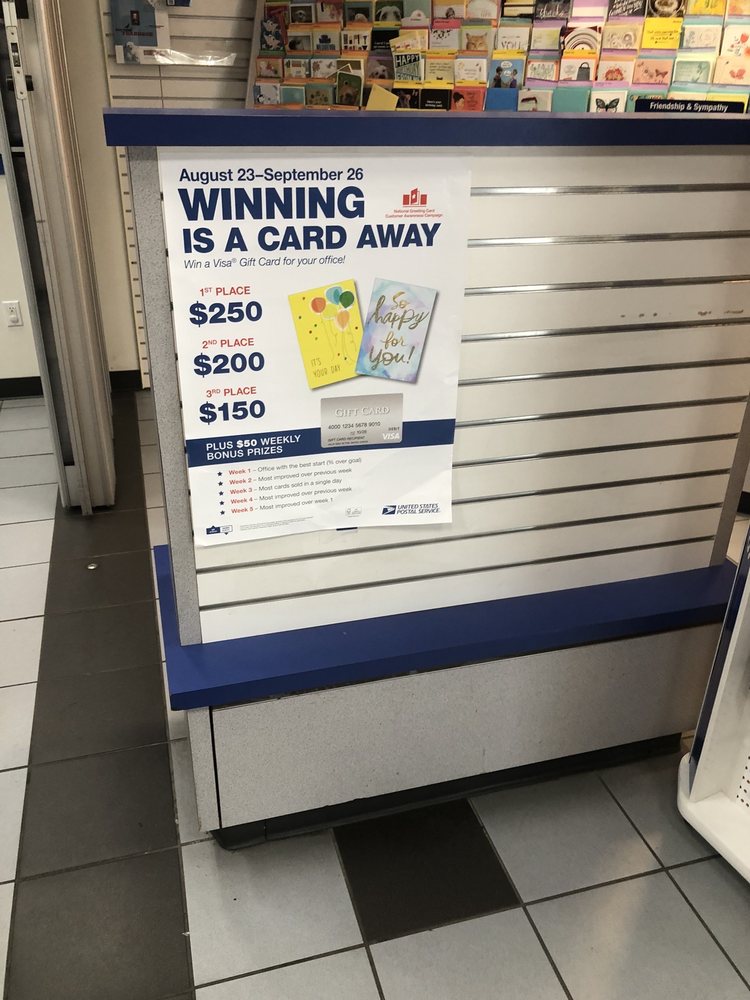 Friendship & Sympathy
HAPPY
August 23–September 26
WINNING
IS A CARD AWAY
National Greeting Card
Customer Awareness Campaign
Win a Visa® Gift Card for your office!
1ST PLACE
$250
2ND PLACE
$200
3RD PLACE
$150
IT'S
YOUR DAY
So
happy
for
you!
GIFT CARD
4000 1234 5678 9010
GIFT CARD RECIPIENT
VISA
PLUS $50 WEEKLY
BONUS PRIZES
Week 1 – Office with the best start (% over goal)
Week 2 – Most improved over previous week
Week 3 – Most cards sold in a single day
Week 4 – Most improved over previous week
Week 5 – Most improved over week 1
UNITED STATES
POSTAL SERVICE